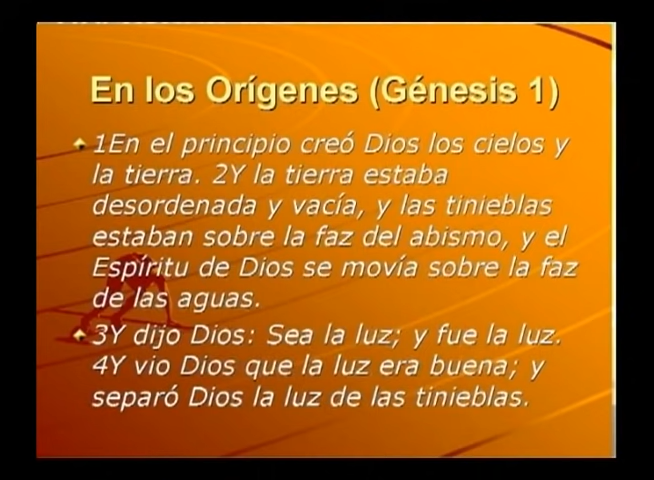 En los Orígenes (Génesis 1)
1En el principio creó Dios los cielos y
la tierra. 2Y la tierra estaba
desordenada y vacía, y las tinieblas
estaban sobre la faz del abismo, y el
Espíritu de Dios se movía sobre la faz
de las aguas.
3Y dijo Dios: Sea la luz; y fue la luz.
4Y vio Dios que la luz era buena; y
separó Dios la luz de las tinieblas.